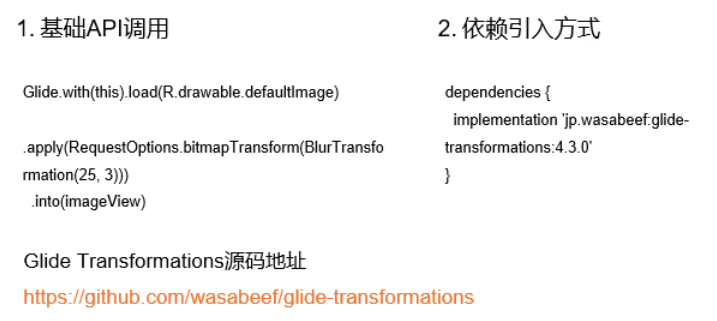 1. 基础API调用
Glide.with(this).load(R.drawable.defaultImage)
.apply(RequestOptions.bitmapTransform(BlurTransfo
rmation(25, 3)))
.into(imageView)
2. 依赖引入方式
dependencies {
implementation 'jp.wasabeef:glide-
transformations:4.3.0'
}
Glide Transformations源码地址
https://github.com/wasabeef/glide-transformations